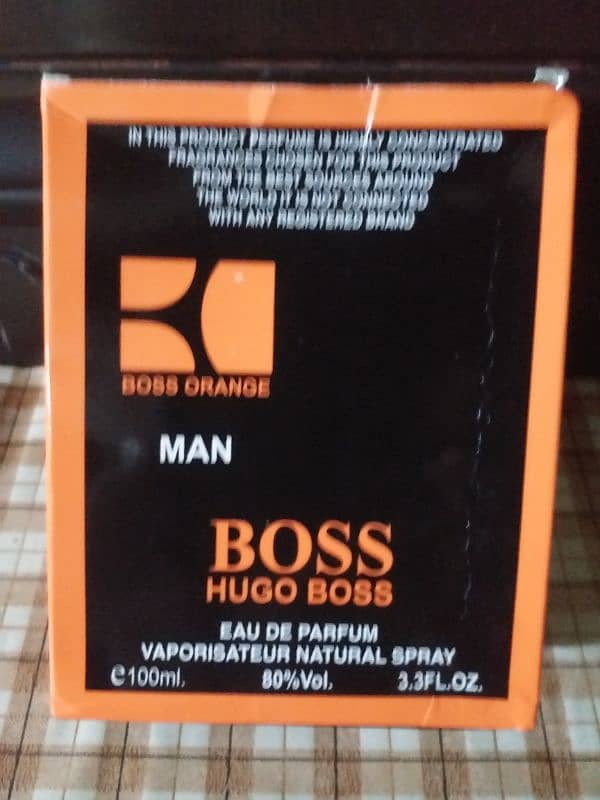 IN THIS PRODUCT PERFUME IS HIGHLY CONCENTRATED
FRAGRANCES CHOSEN FOR THIS PRODUCT
FROM THE BEST SOURCES AROUND
THE WORLD IT IS NOT CONNECTED
WITH ANY REGISTERED BRAND
BOSS ORANGE
MAN
BOSS
HUGO BOSS
EAU DE PARFUM
VAPORISATEUR NATURAL SPRAY
e100ml, 80%Vol, 3.3FL.OZ.